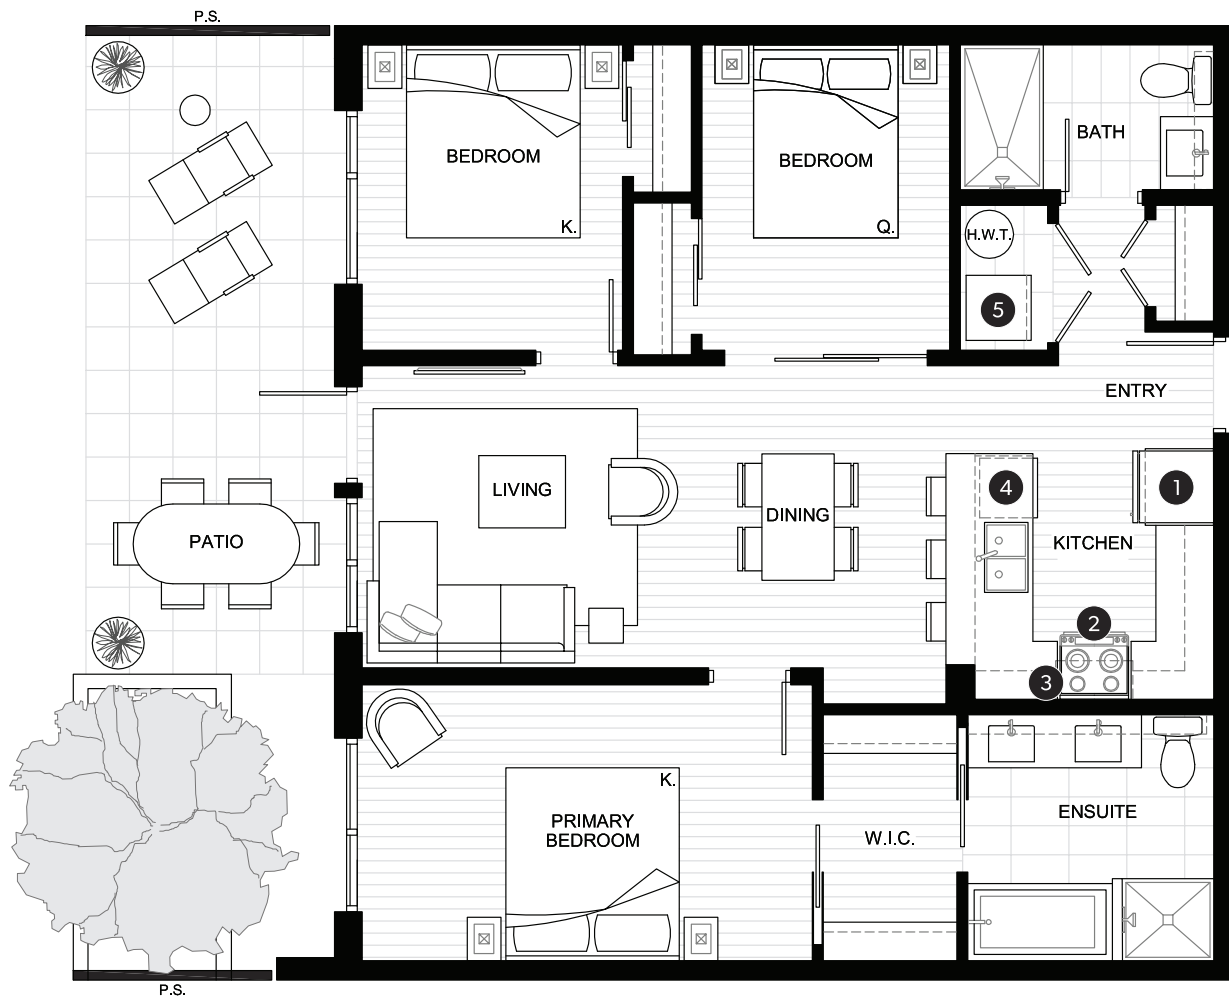 P.S.
BATH
BEDROOM
BEDROOM
K.
Q.
H.W.T.
5
ENTRY
LIVING
4
1
DINING
PATIO
KITCHEN
2
3
K.
PRIMARY
BEDROOM
ENSUITE
W.I.C.
P.S.